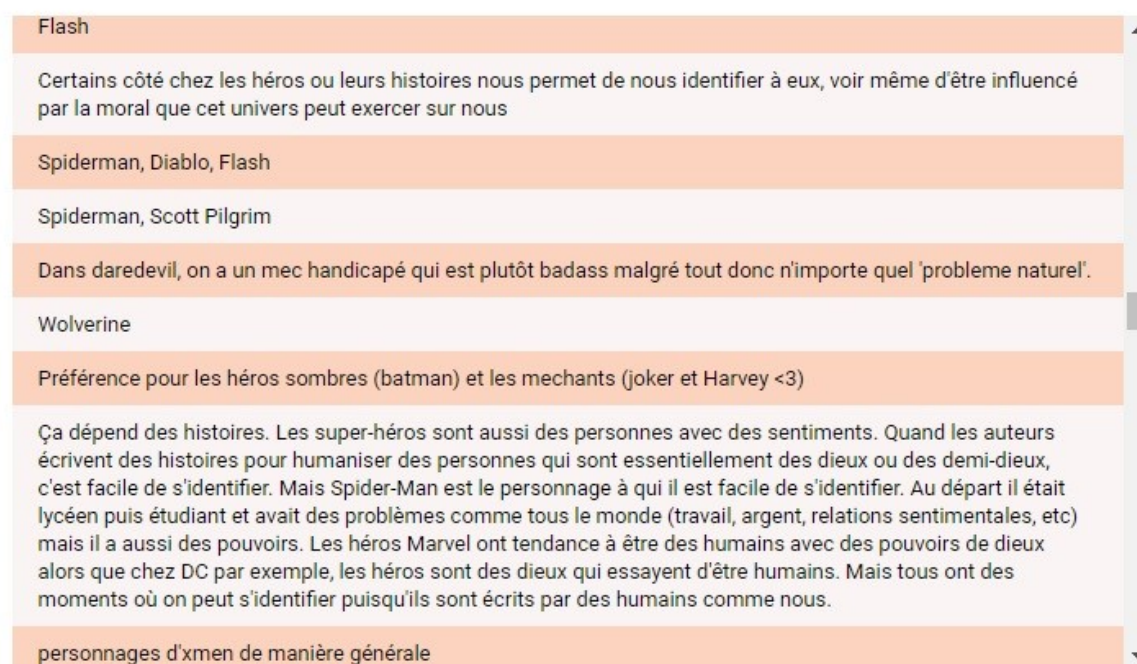 Flash
Certains côté chez les héros ou leurs histoires nous permet de nous identifier à eux, voir même d'être influencé
par la moral que cet univers peut exercer sur nous
Spiderman, Diablo, Flash
Spiderman, Scott Pilgrim
Dans daredevil, on a un mec handicapé qui est plutôt badass malgré tout donc n'importe quel 'probleme naturel'.
Wolverine
Préférence pour les héros sombres (batman) et les mechants (joker et Harvey <3)
Ça dépend des histoires. Les super-héros sont aussi des personnes avec des sentiments. Quand les auteurs
écrivent des histoires pour humaniser des personnes qui sont essentiellement des dieux ou des demi-dieux,
c'est facile de s'identifier. Mais Spider-Man est le personnage à qui il est facile de s'identifier. Au départ il était
lycéen puis étudiant et avait des problèmes comme tous le monde (travail, argent, relations sentimentales, etc)
mais il a aussi des pouvoirs. Les héros Marvel ont tendance à être des humains avec des pouvoirs de dieux
alors que chez DC par exemple, les héros sont des dieux qui essayent d'être humains. Mais tous ont des
moments où on peut s'identifier puisqu'ils sont écrits par des humains comme nous.
personnages d'xmen de manière générale